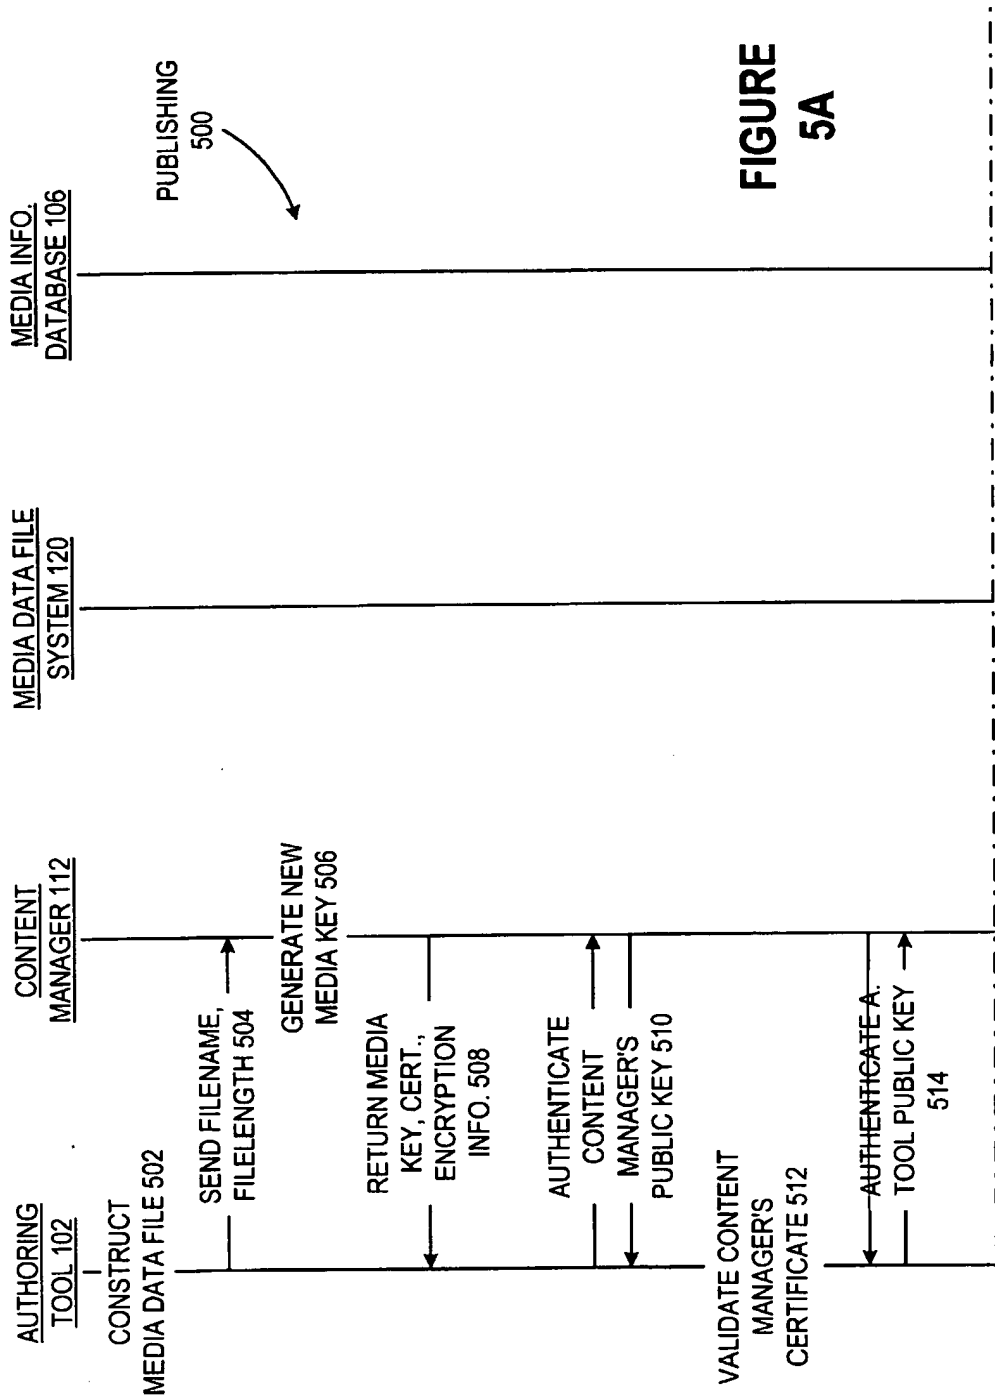 AUTHORING
TOOL 102
CONTENT
MANAGER 112
MEDIA DATA FILE
SYSTEM 120
MEDIA INFO.
DATABASE 106
PUBLISHING
500
CONSTRUCT
MEDIA DATA FILE 502
SEND FILENAME,
FILELENGTH 504
GENERATE NEW
MEDIA KEY 506
RETURN MEDIA
KEY, CERT.,
ENCRYPTION
INFO. 508
AUTHENTICATE
CONTENT
MANAGER'S
PUBLIC KEY 510
VALIDATE CONTENT
MANAGER'S
CERTIFICATE 512
AUTHENTICATE A.
TOOL PUBLIC KEY
514
FIGURE
5A